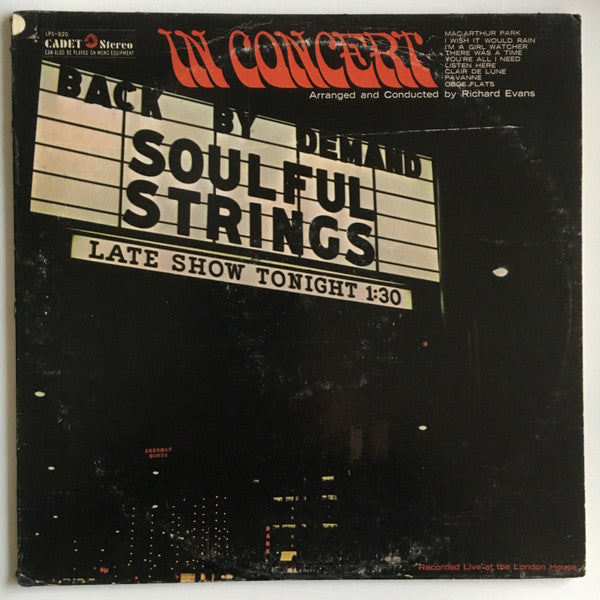 LPS-820
CADET Stereo
CAN ALSO BE PLAYED ON MONO EQUIPMENT
IN CONCERT
MAC ARTHUR PARK
I WISH IT WOULD RAIN
I'M A GIRL WATCHER
THERE WAS A TIME
YOU'RE ALL I NEED
LISTEN HERE
CLAIR DE LUNE
PAVANNE
OBOE FLATS
Arranged and Conducted by Richard Evans
BACK BY DEMAND
SOULFUL
STRINGS
LATE SHOW TONIGHT 1:30
SHERMAN
HOUSE
PARK
Recorded Live at the London House